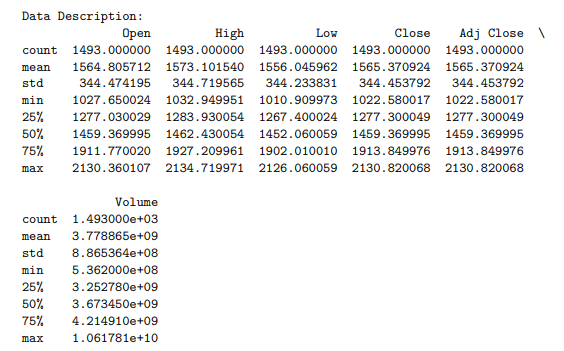 Data Description:
Open High Low Close Adj Close \
count 1493.000000 1493.000000 1493.000000 1493.000000 1493.000000
mean 1564.805712 1573.101540 1556.045962 1565.370924 1565.370924
std 344.474195 344.719565 344.233831 344.453792 344.453792
min 1027.650024 1032.949951 1010.909973 1022.580017 1022.580017
25% 1277.030029 1283.930054 1267.400024 1277.300049 1277.300049
50% 1459.369995 1462.430054 1452.060059 1459.369995 1459.369995
75% 1911.770020 1927.209961 1902.010010 1913.849976 1913.849976
max 2130.360107 2134.719971 2126.060059 2130.820068 2130.820068
Volume
count 1.493000e+03
mean 3.778865e+09
std 8.865364e+08
min 5.362000e+08
25% 3.252780e+09
50% 3.673450e+09
75% 4.214910e+09
max 1.061781e+10